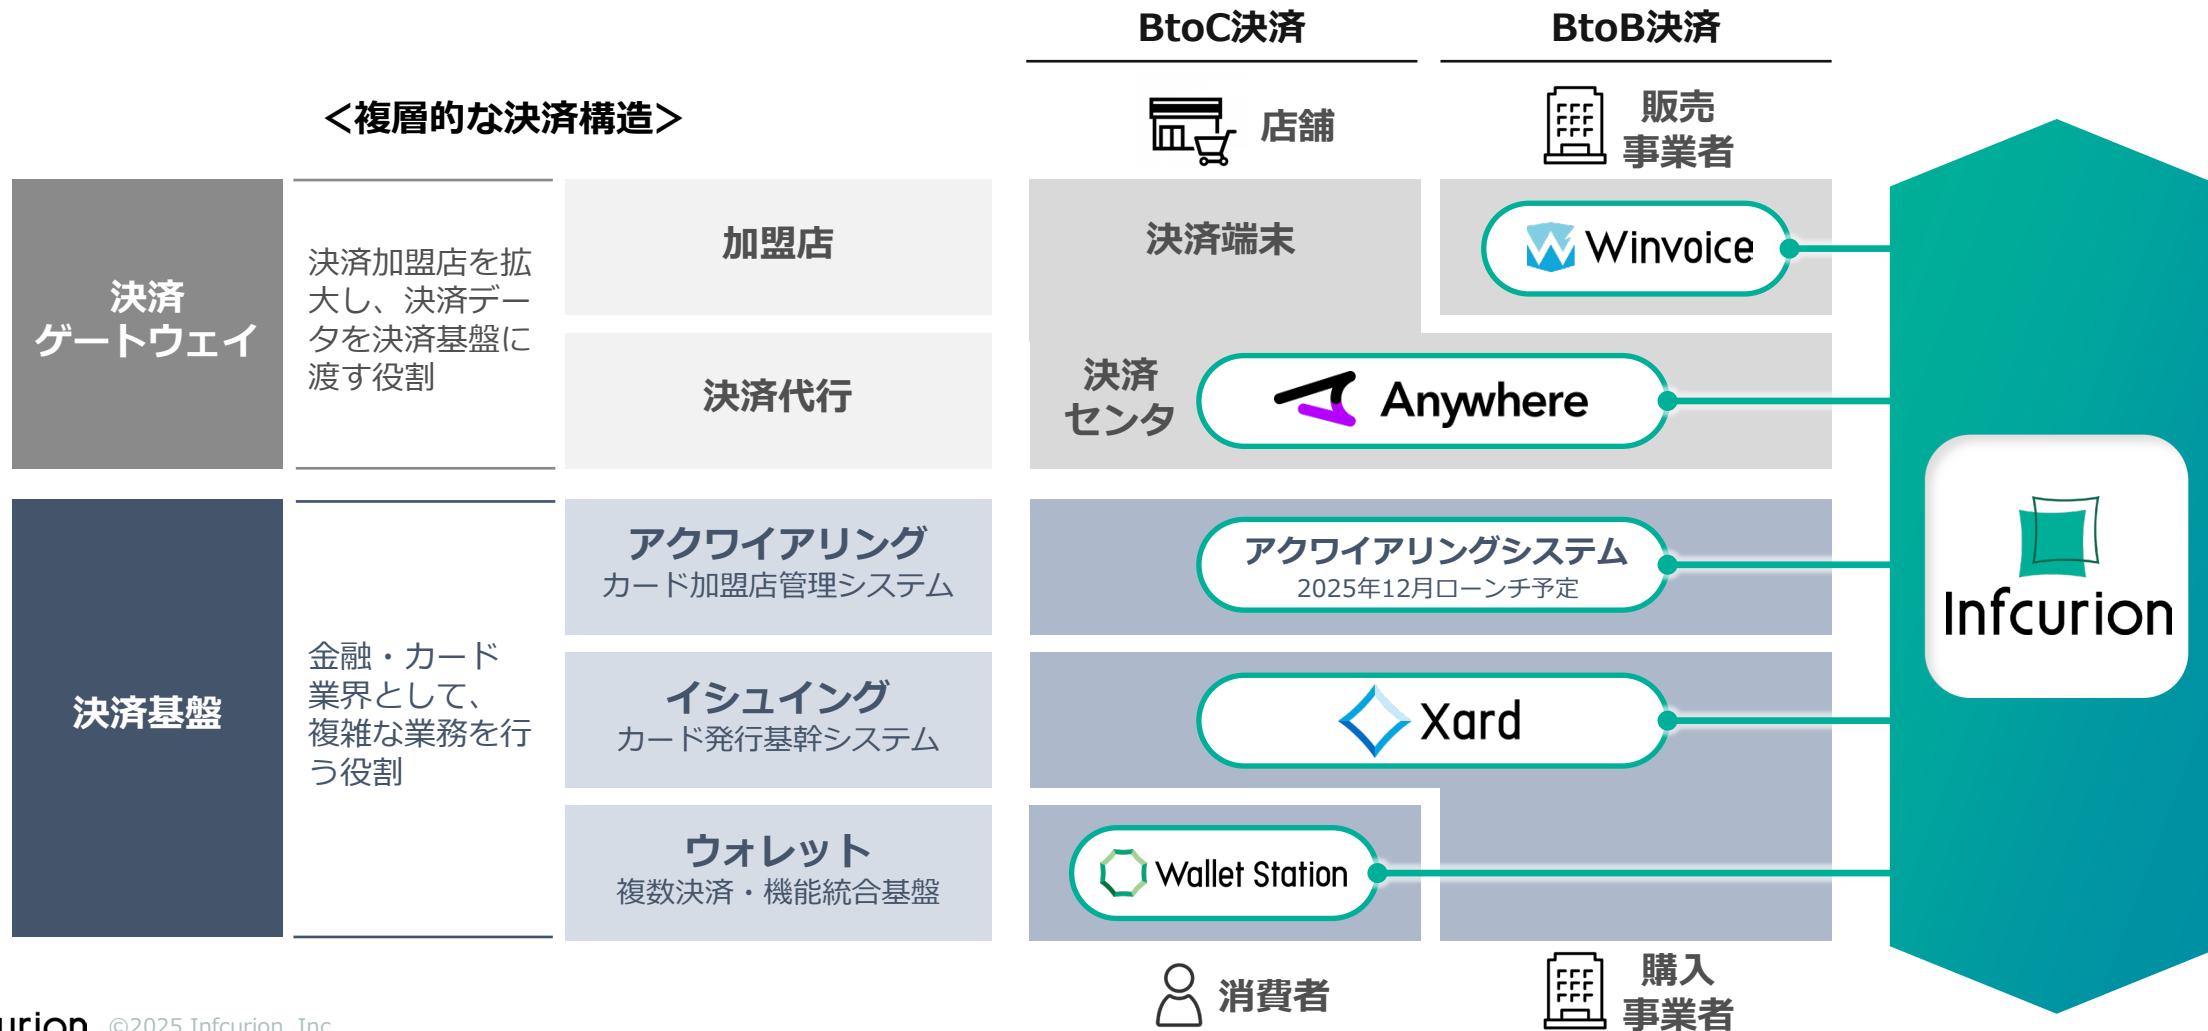 BtoC決済
BtoB決済
＜複層的な決済構造＞
店舗
販売
事業者
決済
ゲートウェイ
決済加盟店を拡
大し、決済デー
タを決済基盤に
渡す役割
加盟店
決済端末
Winvoice
決済代行
決済
センタ
Anywhere
決済基盤
金融・カード
業界として、
複雑な業務を行
う役割
アクワイアリング
カード加盟店管理システム
アクワイアリングシステム
2025年12月ローンチ予定
イシュイング
カード発行基幹システム
Xard
ウォレット
複数決済・機能統合基盤
Wallet Station
Infcurion
消費者
購入
事業者
urion ©2025 Infcurion, Inc